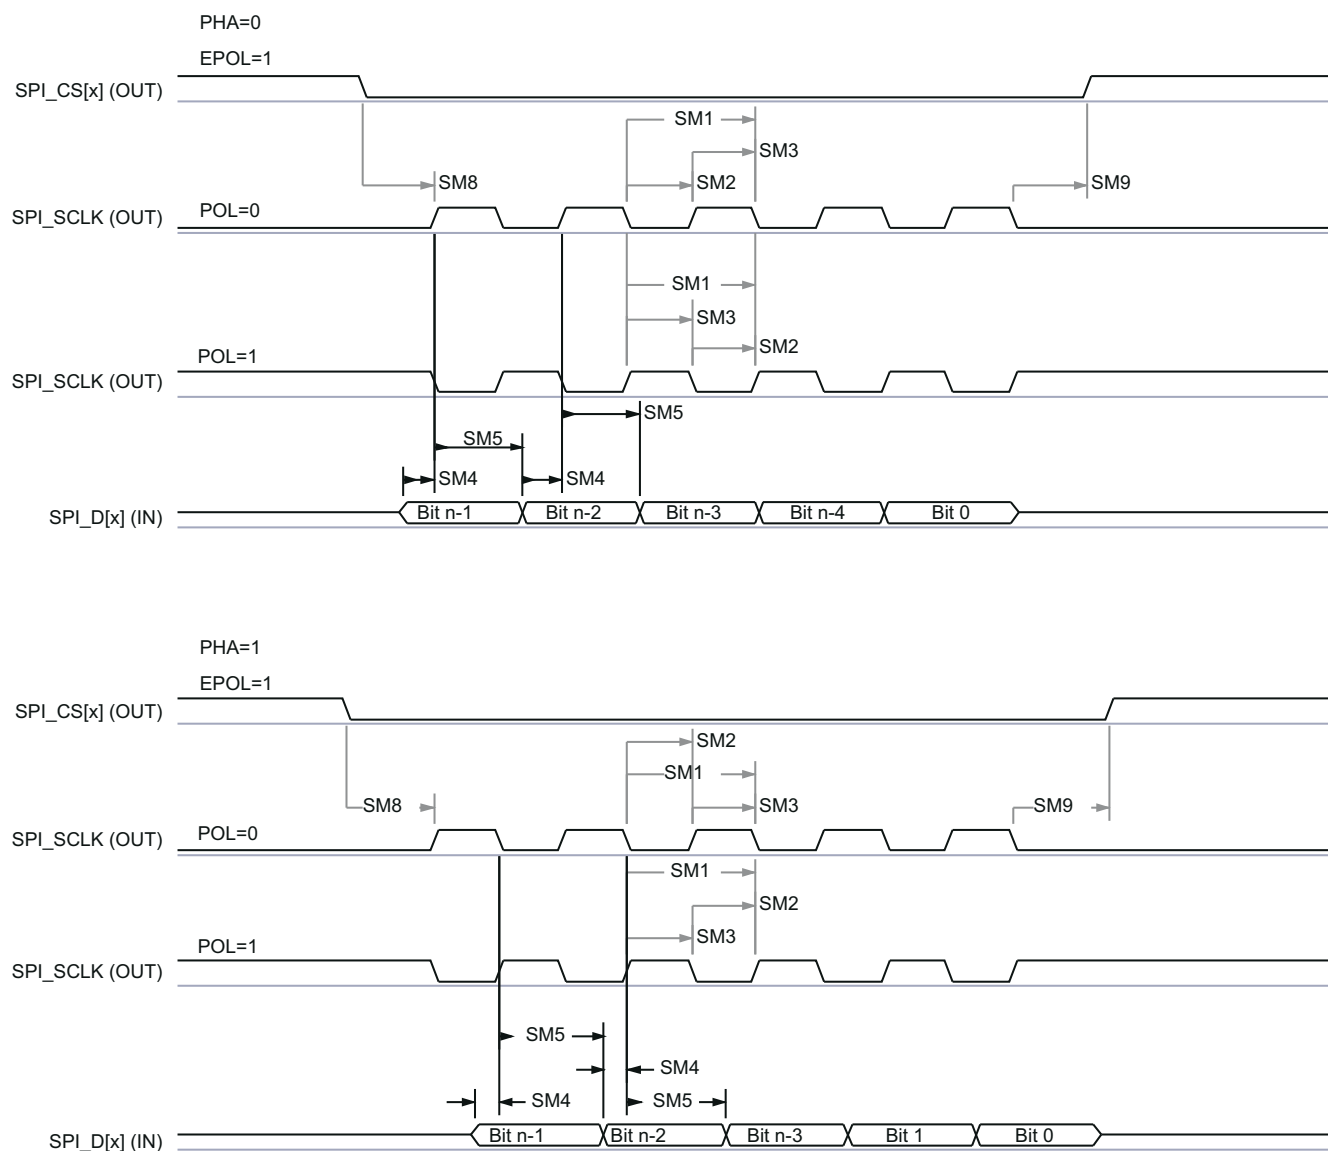 PHA=0
EPOL=1
SPI_CS[x] (OUT)
SM1
SM3
SM8
SM2
SM9
SPI_SCLK (OUT)
POL=0
SM1
SM3
SM2
POL=1
SPI_SCLK (OUT)
SM5
SM5
SM4
SM4
SPI_D[x] (IN)
Bit n-1
Bit n-2
Bit n-3
Bit n-4
Bit 0
PHA=1
EPOL=1
SPI_CS[x] (OUT)
SM2
SM1
SM8
SM3
SM9
SPI_SCLK (OUT)
POL=0
SM1
SM2
SM3
POL=1
SPI_SCLK (OUT)
SM5
SM4
SM4
SM5
SPI_D[x] (IN)
Bit n-1
Bit n-2
Bit n-3
Bit 1
Bit 0